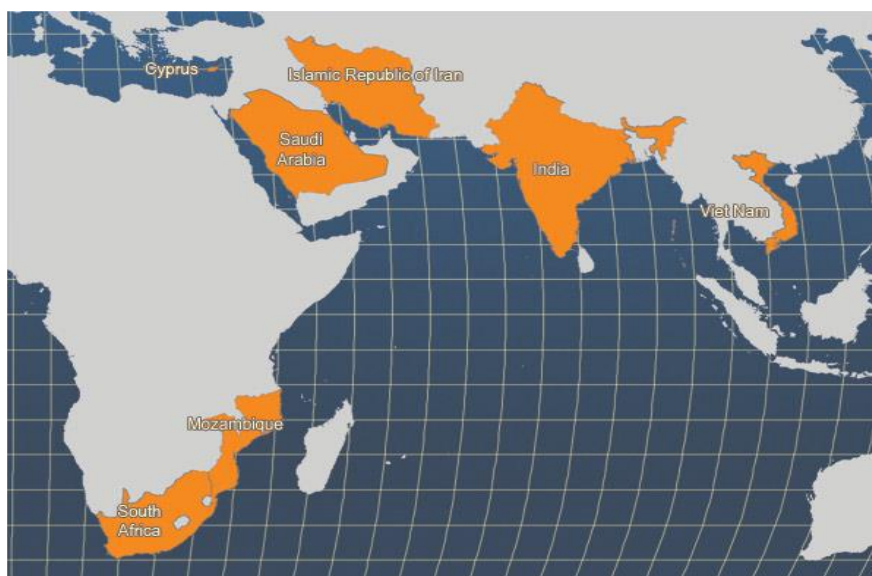 Cyprus
Islamic Republic of Iran
Saudi
Arabia
India
Viet Nam
Mozambique
South
Africa